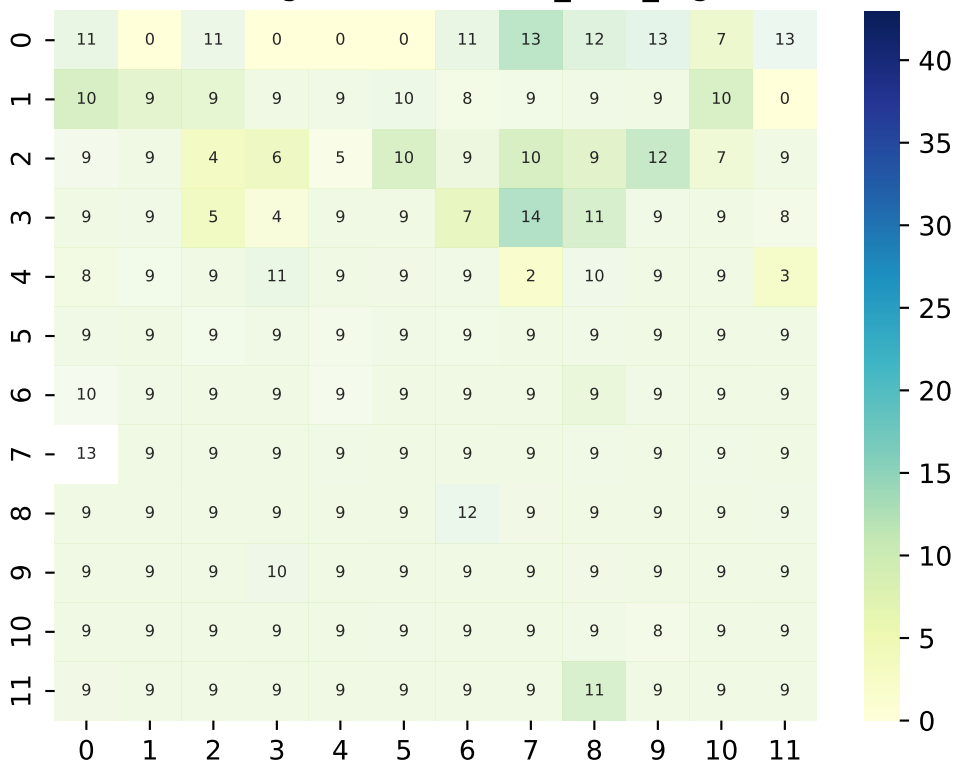 0 11 0 11 0 0 0 11 13 12 13 7 13
1 10 9 9 9 9 10 8 9 9 9 10 0
2 9 9 4 6 5 10 9 10 9 12 7 9
3 9 9 5 4 9 9 7 14 11 9 9 8
4 8 9 9 11 9 9 9 2 10 9 9 3
5 9 9 9 9 9 9 9 9 9 9 9 9
6 10 9 9 9 9 9 9 9 9 9 9 9
7 13 9 9 9 9 9 9 9 9 9 9 9
8 9 9 9 9 9 9 12 9 9 9 9 9
9 9 9 9 10 9 9 9 9 9 9 9 9
10 9 9 9 9 9 9 9 9 9 8 9 9
11 9 9 9 9 9 9 9 9 11 9 9 9
0 1 2 3 4 5 6 7 8 9 10 11
40
35
30
25
20
15
10
5
0